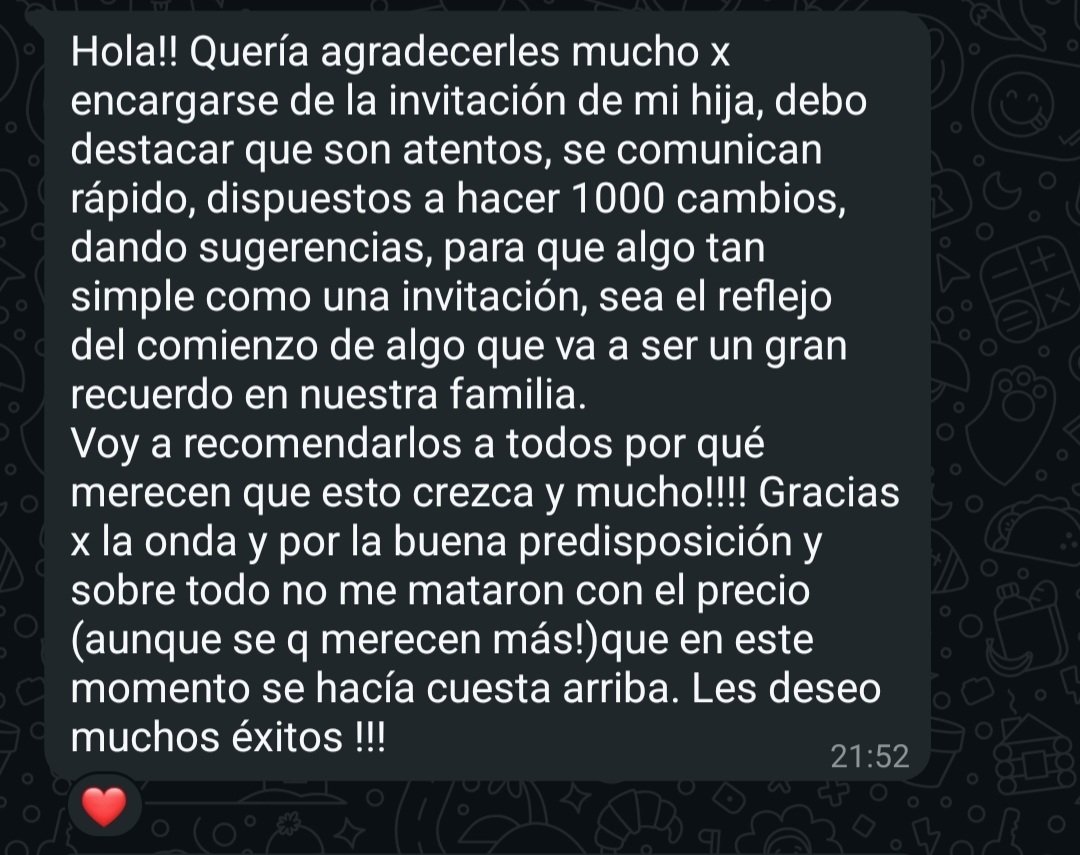 Hola!! Quería agradecerles mucho x
encargarse de la invitación de mi hija, debo
destacar que son atentos, se comunican
rápido, dispuestos a hacer 1000 cambios,
dando sugerencias, para que algo tan
simple como una invitación, sea el reflejo
del comienzo de algo que va a ser un gran
recuerdo en nuestra familia.
Voy a recomendarlos a todos por qué
merecen que esto crezca y mucho!!!! Gracias
x la onda y por la buena predisposición y
sobre todo no me mataron con el precio
(aunque se q merecen más!)que en este
momento se hacía cuesta arriba. Les deseo
muchos éxitos !!!
21:52